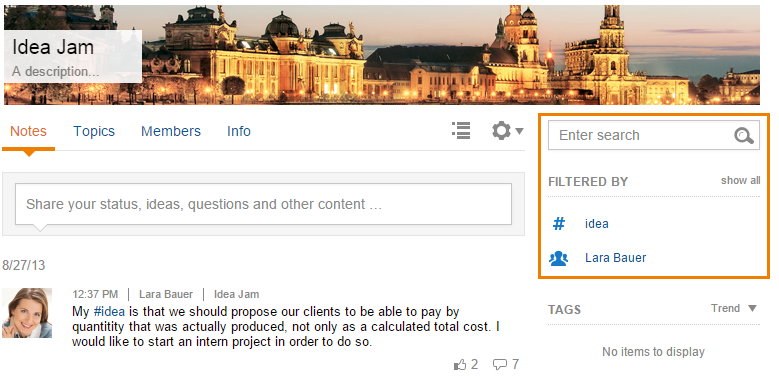 Idea Jam
A description...
Notes Topics Members Info
Enter search
Share your status, ideas, questions and other content ...
FILTERED BY show all
# idea
Lara Bauer
8/27/13
12:37 PM | Lara Bauer | Idea Jam
My #idea is that we should propose our clients to be able to pay by
quantitity that was actually produced, not only as a calculated total cost. I
would like to start an intern project in order to do so.
2 7
TAGS Trend
No items to display